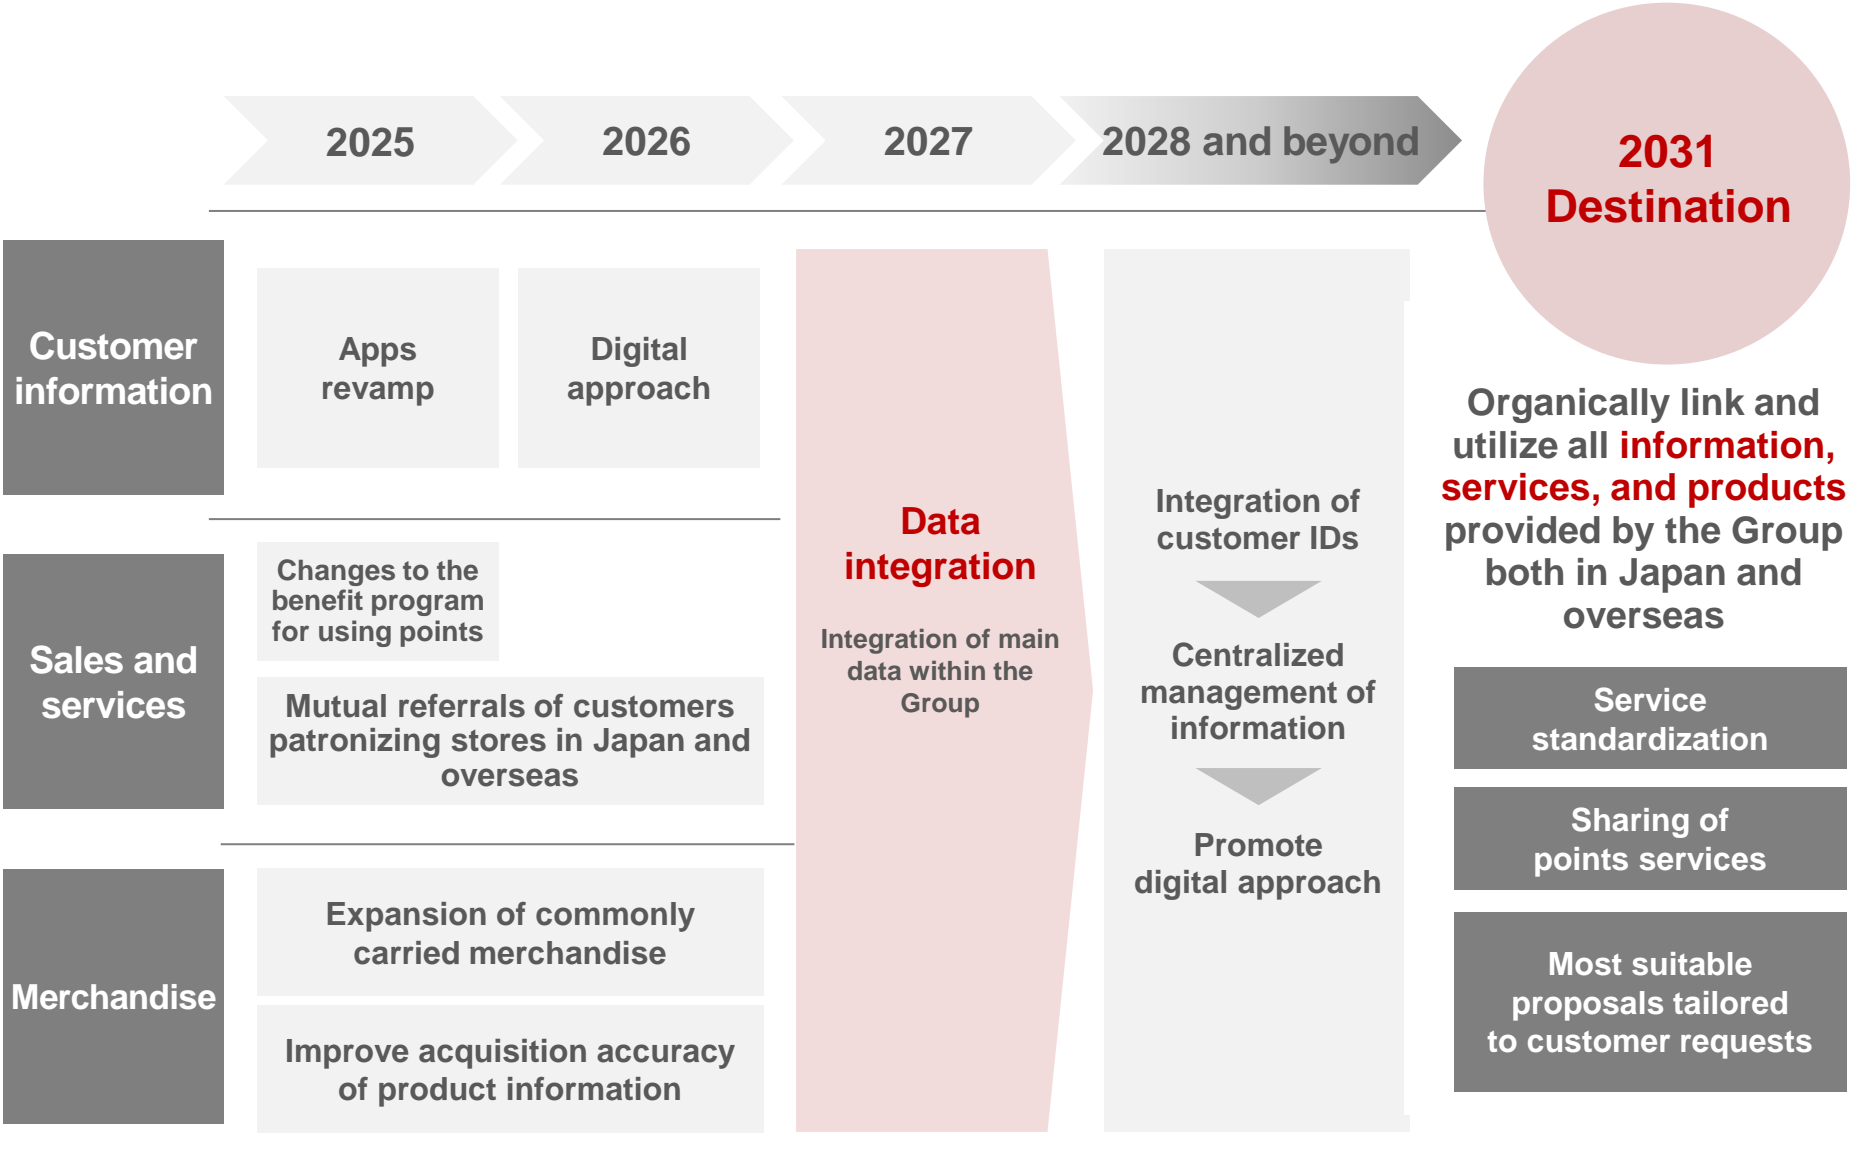 2025
2026
2027
2028 and beyond
2031
Destination
Customer
information
Apps
revamp
Digital
approach
Sales and
services
Changes to the
benefit program
for using points
Mutual referrals of customers
patronizing stores in Japan and
overseas
Merchandise
Expansion of commonly
carried merchandise
Improve acquisition accuracy
of product information
Data
integration
Integration of main
data within the
Group
Integration of
customer IDs
Centralized
management of
information
Promote
digital approach
Organically link and
utilize all information,
services, and products
provided by the Group
both in Japan and
overseas
Service
standardization
Sharing of
points services
Most suitable
proposals tailored
to customer requests